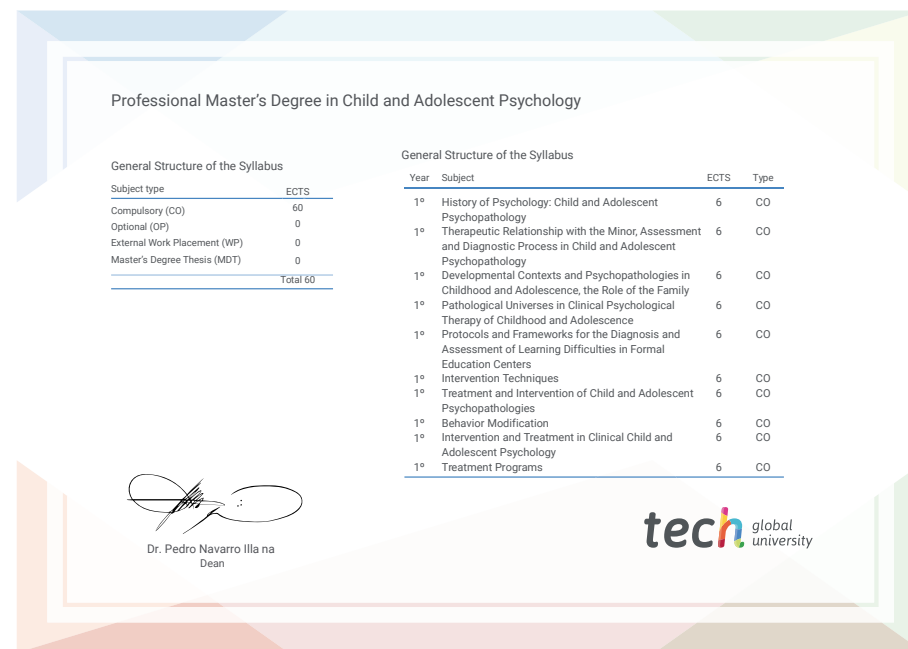 Professional Master's Degree in Child and Adolescent Psychology
General Structure of the Syllabus
Subject type ECTS
Compulsory (CO) 60
Optional (OP) 0
External Work Placement (WP) 0
Master's Degree Thesis (MDT) 0
Total 60
General Structure of the Syllabus
Year Subject ECTS Type
1º History of Psychology: Child and Adolescent 6 CO
Psychopathology
1º Therapeutic Relationship with the Minor, Assessment 6 CO
and Diagnostic Process in Child and Adolescent
Psychopathology
1º Developmental Contexts and Psychopathologies in 6 CO
Childhood and Adolescence, the Role of the Family
1º Pathological Universes in Clinical Psychological 6 CO
Therapy of Childhood and Adolescence
1º Protocols and Frameworks for the Diagnosis and 6 CO
Assessment of Learning Difficulties in Formal
Education Centers
1º Intervention Techniques 6 CO
1º Treatment and Intervention of Child and Adolescent 6 CO
Psychopathologies
1º Behavior Modification 6 CO
1º Intervention and Treatment in Clinical Child and 6 CO
Adolescent Psychology
1º Treatment Programs 6 CO
Dr. Pedro Navarro Illa na
Dean
tech global
university